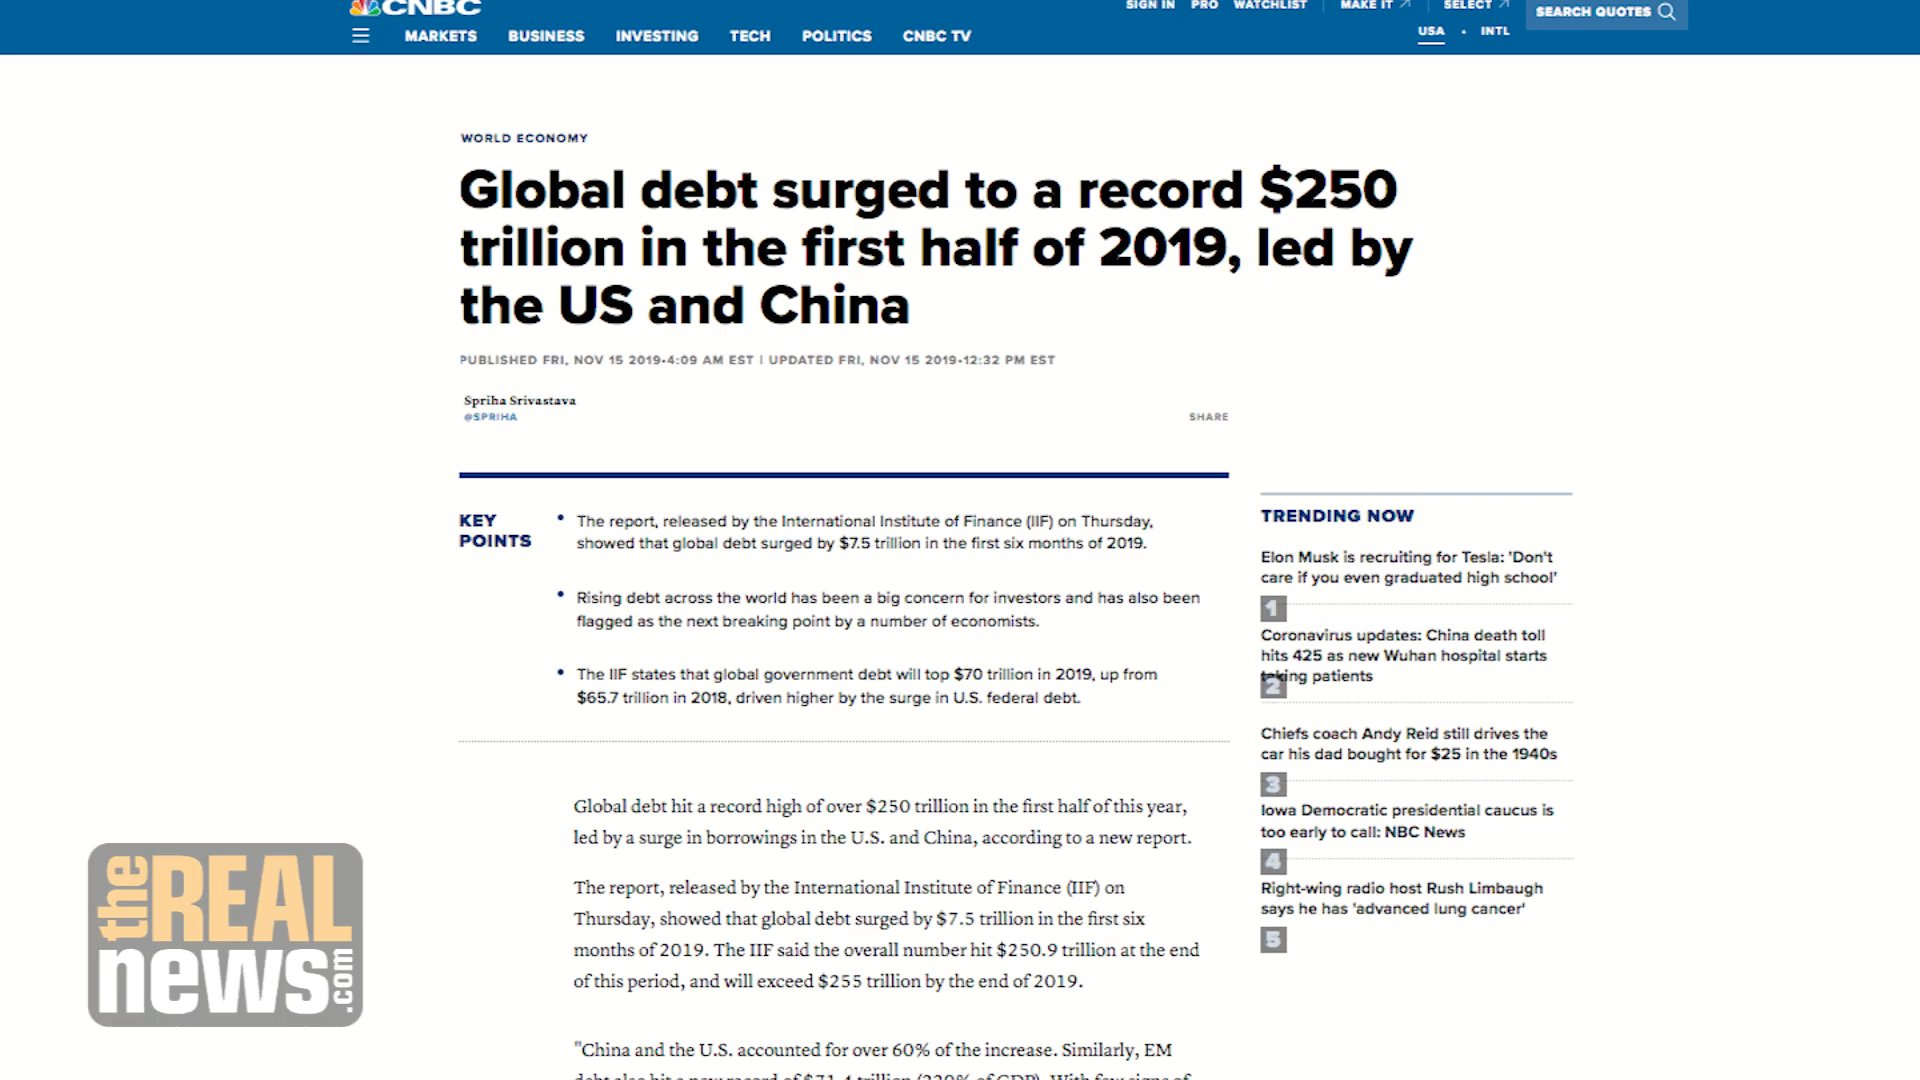 CNBC
SIGN IN PRO WATCHLIST MAKE IT SELECT
SEARCH QUOTES
MARKETS BUSINESS INVESTING TECH POLITICS CNBC TV
USA • INTL
WORLD ECONOMY
Global debt surged to a record $250
trillion in the first half of 2019, led by
the US and China
PUBLISHED FRI, NOV 15 2019•4:09 AM EST | UPDATED FRI, NOV 15 2019•12:32 PM EST
Spriha Srivastava
@SPRIHA
SHARE
KEY
POINTS
• The report, released by the International Institute of Finance (IIF) on Thursday,
showed that global debt surged by $7.5 trillion in the first six months of 2019.
• Rising debt across the world has been a big concern for investors and has also been
flagged as the next breaking point by a number of economists.
• The IIF states that global government debt will top $70 trillion in 2019, up from
$65.7 trillion in 2018, driven higher by the surge in U.S. federal debt.
Global debt hit a record high of over $250 trillion in the first half of this year,
led by a surge in borrowings in the U.S. and China, according to a new report.
The report, released by the International Institute of Finance (IIF) on
Thursday, showed that global debt surged by $7.5 trillion in the first six
months of 2019. The IIF said the overall number hit $250.9 trillion at the end
of this period, and will exceed $255 trillion by the end of 2019.
"China and the U.S. accounted for over 60% of the increase. Similarly, EM
debt also hit a new record of $71.4 trillion (220% of GDP). With few signs of
TRENDING NOW
Elon Musk is recruiting for Tesla: 'Don't
care if you even graduated high school'
1
Coronavirus updates: China death toll
hits 425 as new Wuhan hospital starts
taking patients
2
Chiefs coach Andy Reid still drives the
car his dad bought for $25 in the 1940s
3
Iowa Democratic presidential caucus is
too early to call: NBC News
4
Right-wing radio host Rush Limbaugh
says he has 'advanced lung cancer'
5
the REAL
news.com